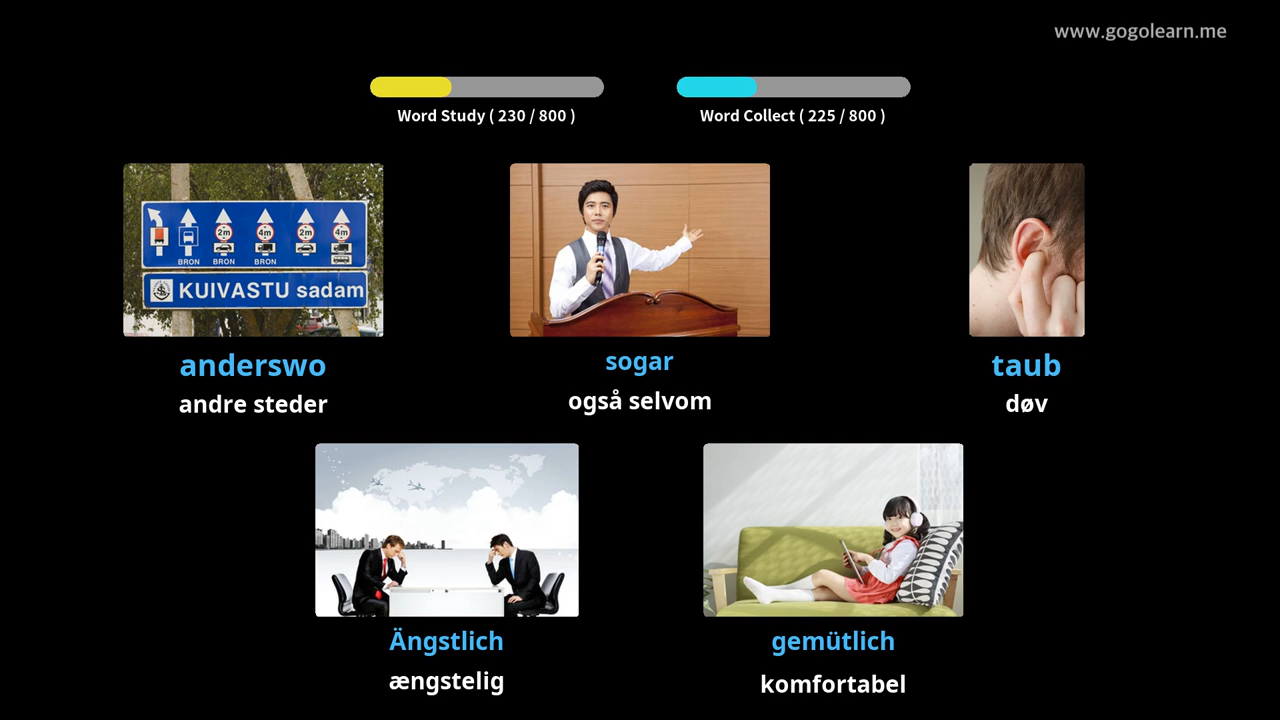 www.gogolearn.me
Word Study ( 230 / 800 )
Word Collect ( 225 / 800 )
BRON
2m
BRON
4m
BRON
2m
4m
KUIVASTU sadam
anderswo
andre steder
sogar
også selvom
taub
døv
Ängstlich
ængstelig
gemütlich
komfortabel